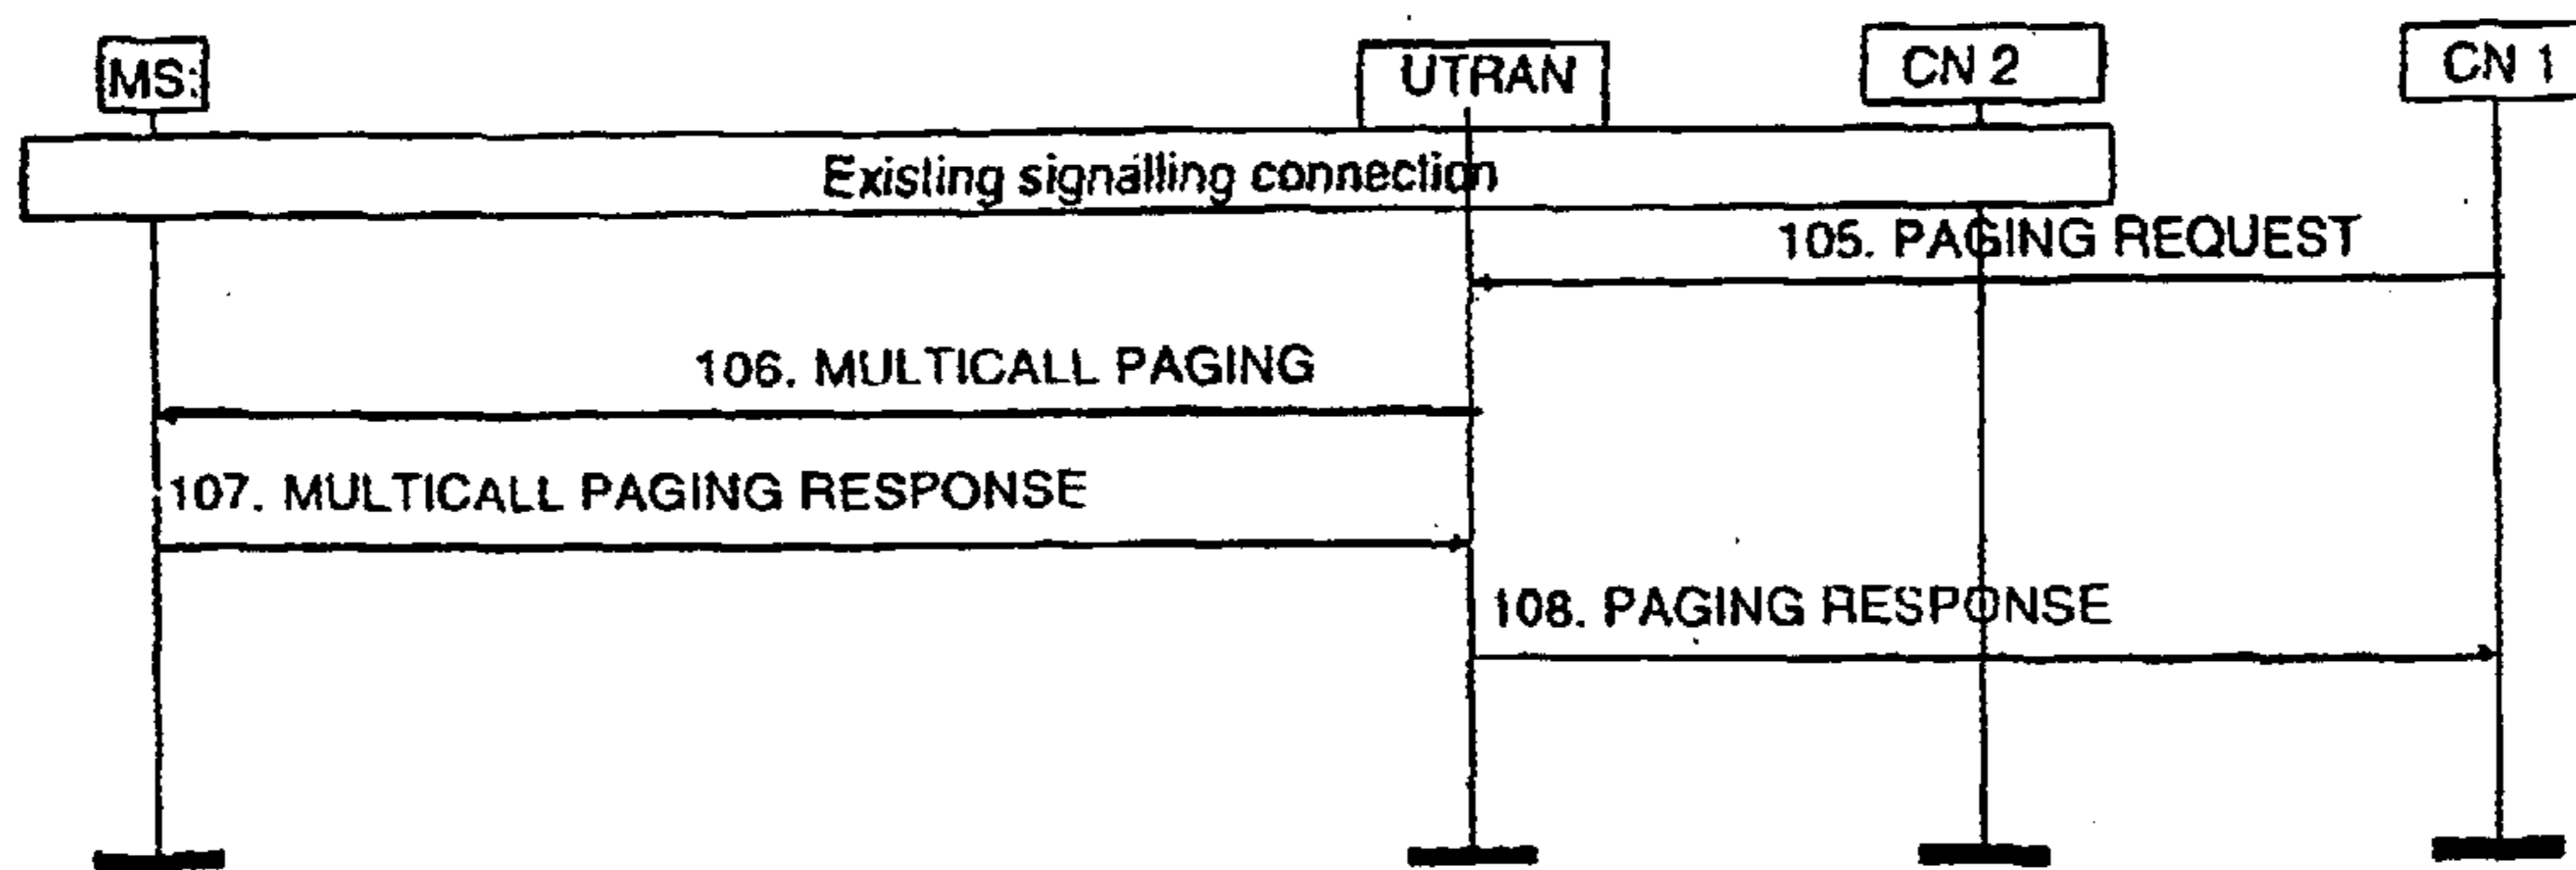 MS:
UTRAN
CN 2
CN 1
Existing signalling connection
105. PAGING REQUEST
106. MULTICALL PAGING
107. MULTICALL PAGING RESPONSE
108. PAGING RESPONSE